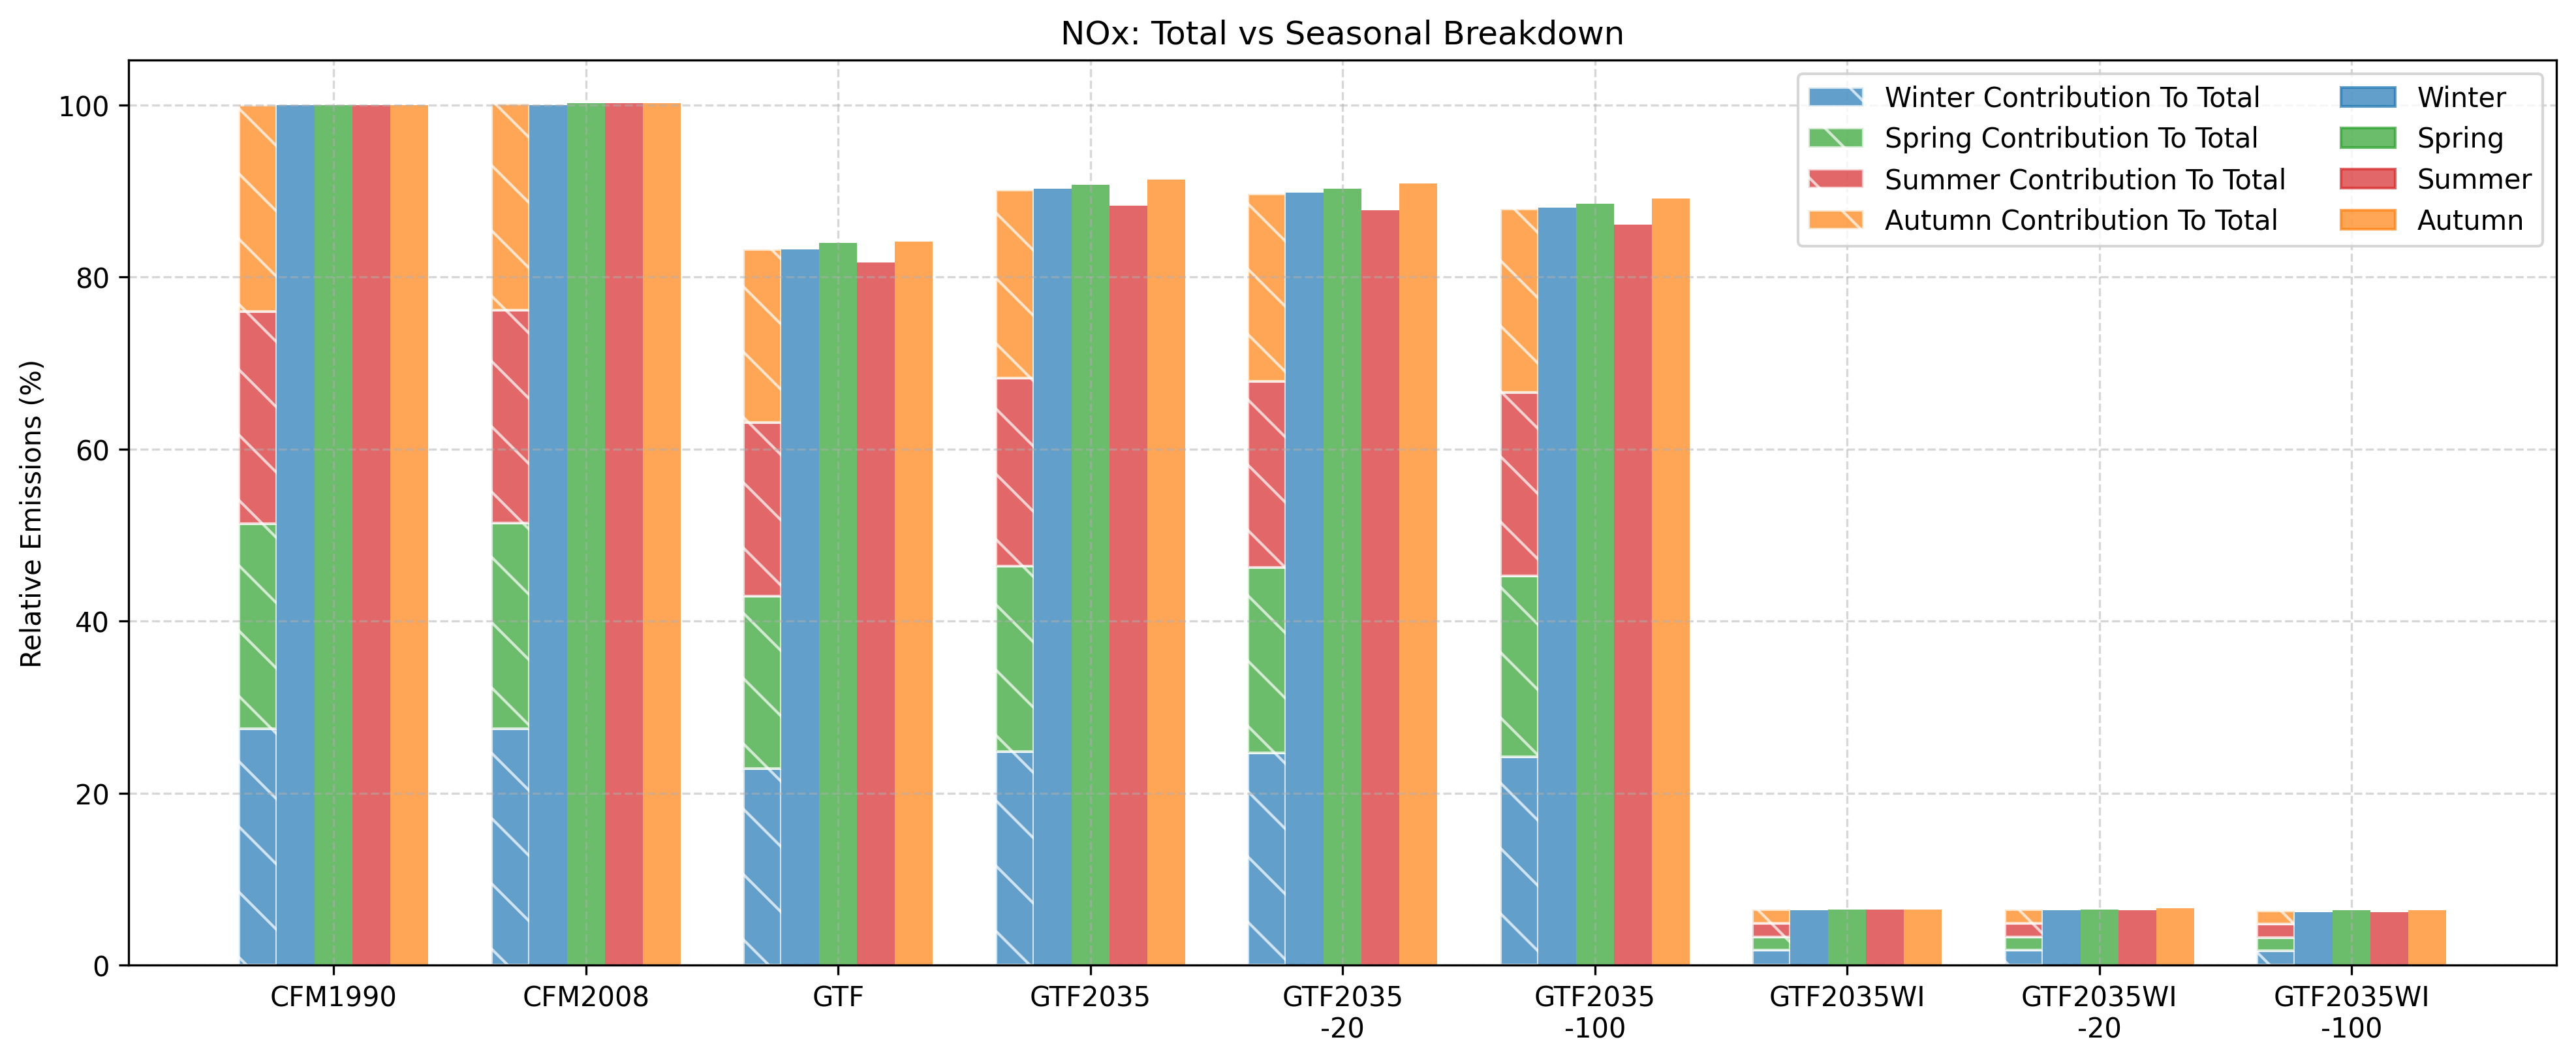 NOx: Total vs Seasonal Breakdown
Relative Emissions (%)
100
80
60
40
20
0
Winter Contribution To Total
Spring Contribution To Total
Summer Contribution To Total
Autumn Contribution To Total
Winter
Spring
Summer
Autumn
CFM1990
CFM2008
GTF
GTF2035
GTF2035
-20
GTF2035
-100
GTF2035WI
GTF2035WI
-20
GTF2035WI
-100